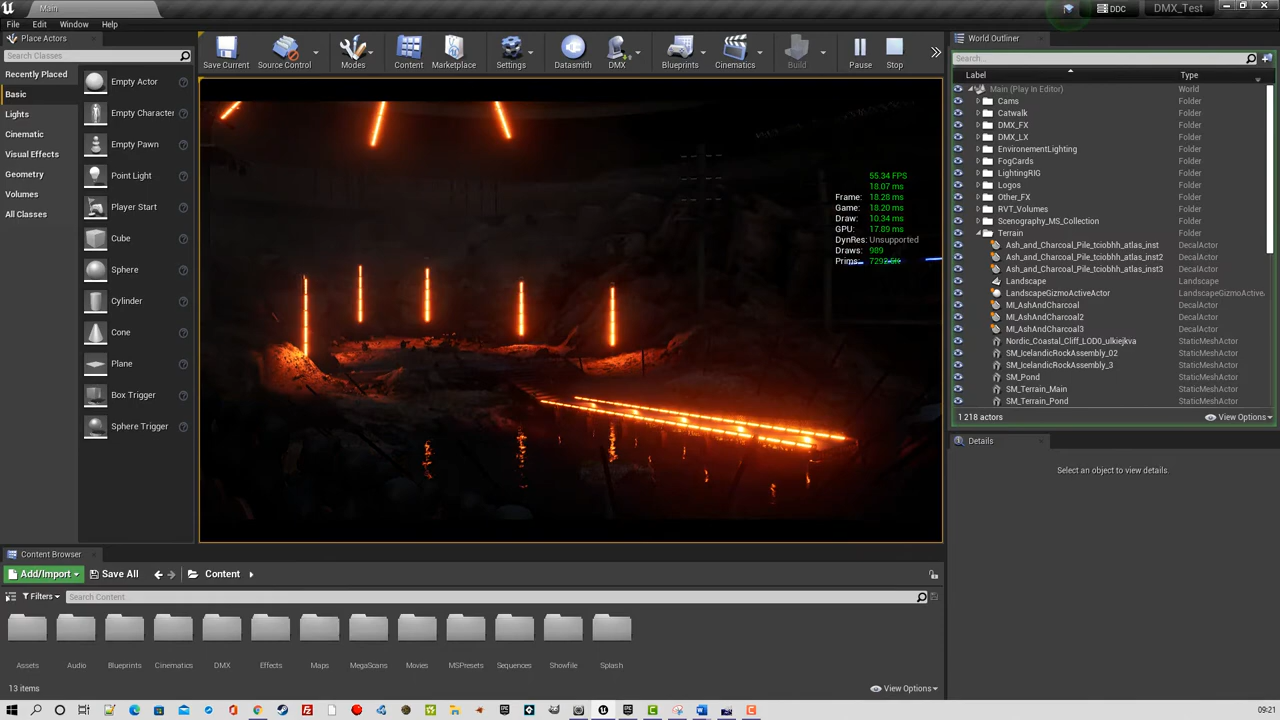 Main
DDC
DMX_Test
File Edit Window Help
Place Actors
Search Classes
Recently Placed
Basic
Lights
Cinematic
Visual Effects
Geometry
Volumes
All Classes
Empty Actor
Empty Character
Empty Pawn
Point Light
Player Start
Cube
Sphere
Cylinder
Cone
Plane
Box Trigger
Sphere Trigger
Save Current
Source Control
Modes
Content
Marketplace
Settings
Datasmith
DMX
Blueprints
Cinematics
Build
Pause
Stop
55.34 FPS
18.07 ms
Frame: 18.28 ms
Game: 18.20 ms
Draw: 10.34 ms
GPU: 17.89 ms
DynRes: Unsupported
Draws: 989
Prims:
World Outliner
Search...
Label Type
Main (Play In Editor) World
Cams Folder
Catwalk Folder
DMX_FX Folder
DMX_LX Folder
EnvironementLighting Folder
FogCards Folder
LightingRIG Folder
Logos Folder
Other_FX Folder
RVT_Volumes Folder
Scenography_MS_Collection Folder
Terrain Folder
Ash_and_Charcoal_Pile_tciobhh_atlas_inst DecalActor
Ash_and_Charcoal_Pile_tciobhh_atlas_inst2 DecalActor
Ash_and_Charcoal_Pile_tciobhh_atlas_inst3 DecalActor
Landscape Landscape
LandscapeGizmoActiveActor LandscapeGizmoActive
MI_AshAndCharcoal DecalActor
MI_AshAndCharcoal2 DecalActor
MI_AshAndCharcoal3 DecalActor
Nordic_Coastal_Cliff_LOD0_ulkiejkva StaticMeshActor
SM_IcelandicRockAssembly_02 StaticMeshActor
SM_IcelandicRockAssembly_3 StaticMeshActor
SM_Pond StaticMeshActor
SM_Terrain_Main StaticMeshActor
SM_Terrain_Pond StaticMeshActor
1 218 actors View Options
Details
Select an object to view details.
Content Browser
Add/Import Save All Content
Filters Search Content
Assets Audio Blueprints Cinematics DMX Effects Maps MegaScans Movies MSPresets Sequences Showfile Splash
13 items View Options
09:21